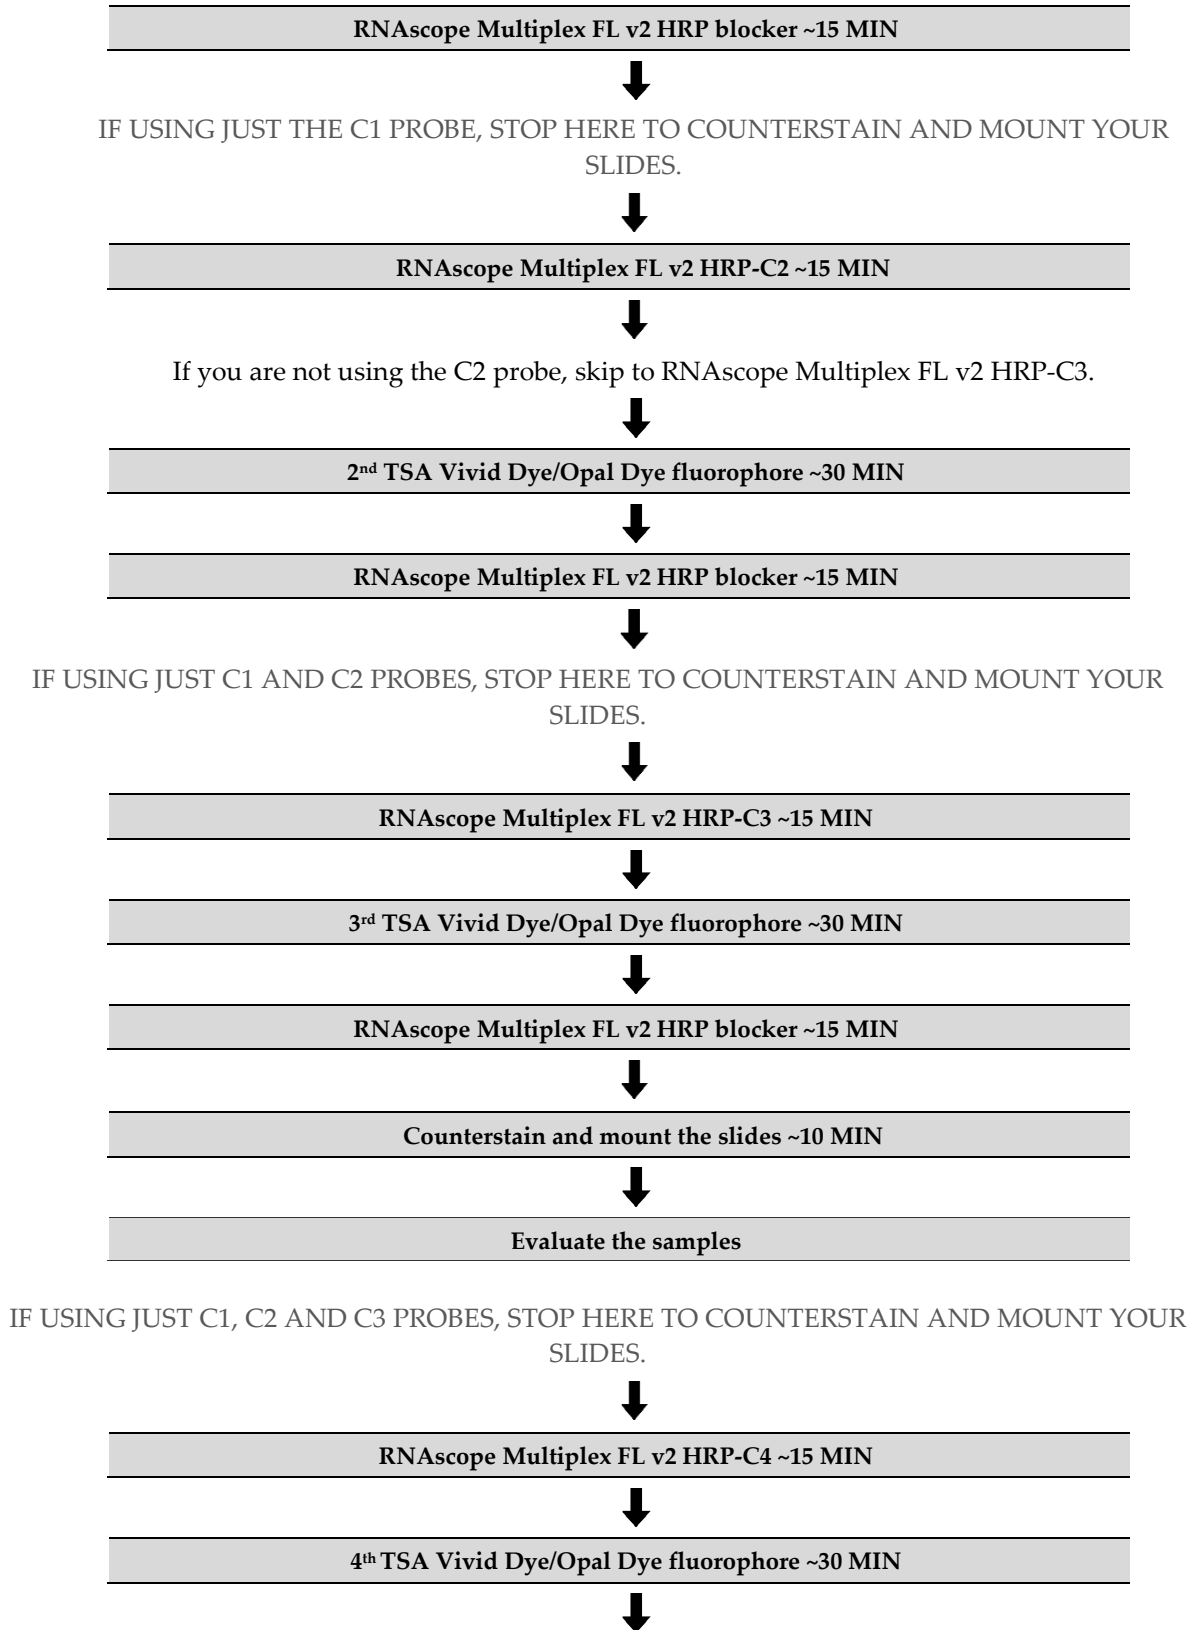 RNAscope Multiplex FL v2 HRP blocker ~15 MIN
IF USING JUST THE C1 PROBE, STOP HERE TO COUNTERSTAIN AND MOUNT YOUR
SLIDES.
RNAscope Multiplex FL v2 HRP-C2 ~15 MIN
If you are not using the C2 probe, skip to RNAscope Multiplex FL v2 HRP-C3.
2nd TSA Vivid Dye/Opal Dye fluorophore ~30 MIN
RNAscope Multiplex FL v2 HRP blocker ~15 MIN
IF USING JUST C1 AND C2 PROBES, STOP HERE TO COUNTERSTAIN AND MOUNT YOUR
SLIDES.
RNAscope Multiplex FL v2 HRP-C3 ~15 MIN
3rd TSA Vivid Dye/Opal Dye fluorophore ~30 MIN
RNAscope Multiplex FL v2 HRP blocker ~15 MIN
Counterstain and mount the slides ~10 MIN
Evaluate the samples
IF USING JUST C1, C2 AND C3 PROBES, STOP HERE TO COUNTERSTAIN AND MOUNT YOUR
SLIDES.
RNAscope Multiplex FL v2 HRP-C4 ~15 MIN
4th TSA Vivid Dye/Opal Dye fluorophore ~30 MIN